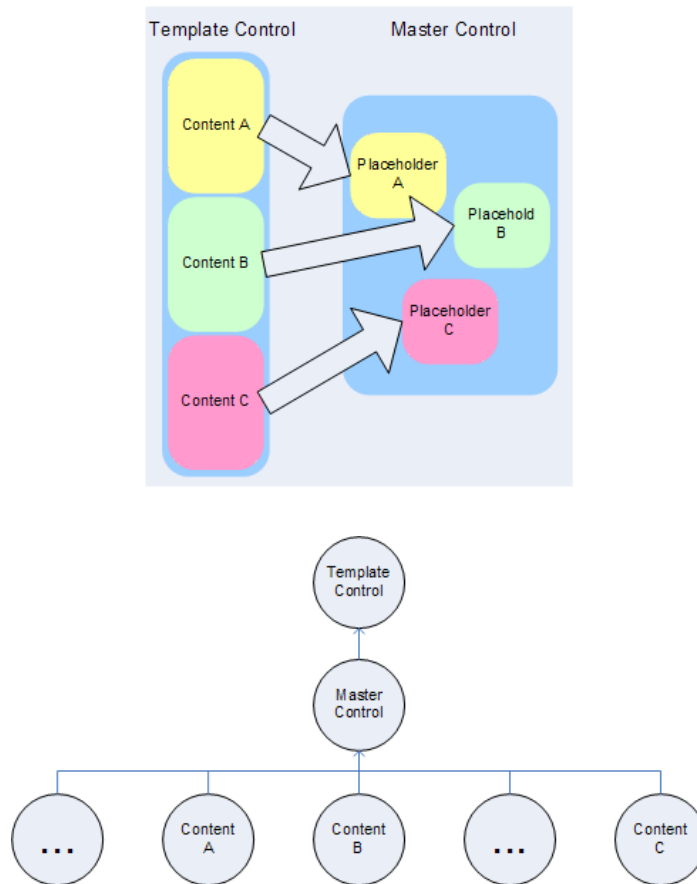 Template Control
Master Control
Content A
Placeholder
A
Placehold
B
Content B
Placeholder
C
Content C
Template
Control
Master
Control
...
Content
A
Content
B
...
Content
C